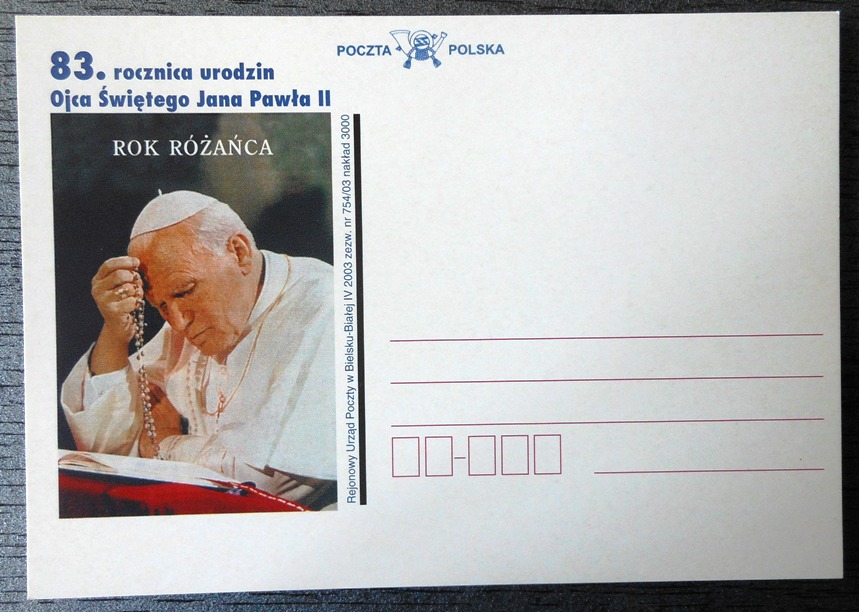 POCZTA POLSKA
83. rocznica urodzin
Ojca Świętego Jana Pawła II
ROK RÓŻAŃCA
Rejonowy Urząd Poczty w Bielsku-Białej IV 2003 zezw. nr 754/03 nakład 3000